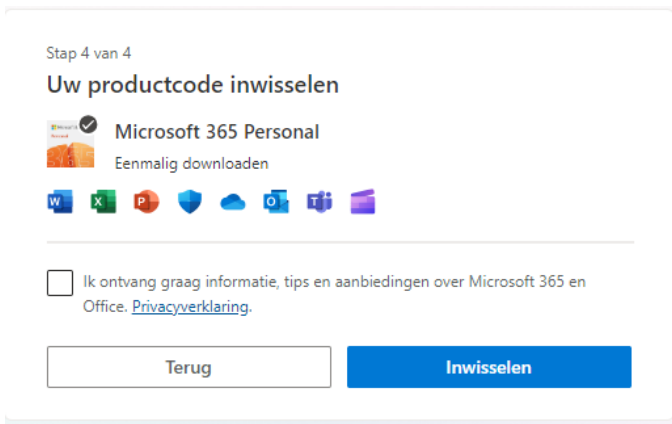 Stap 4 van 4
Uw productcode inwisselen
Microsoft 365 Personal
Eenmalig downloaden
Ik ontvang graag informatie, tips en aanbiedingen over Microsoft 365 en
Office. Privacyverklaring.
Terug
Inwisselen